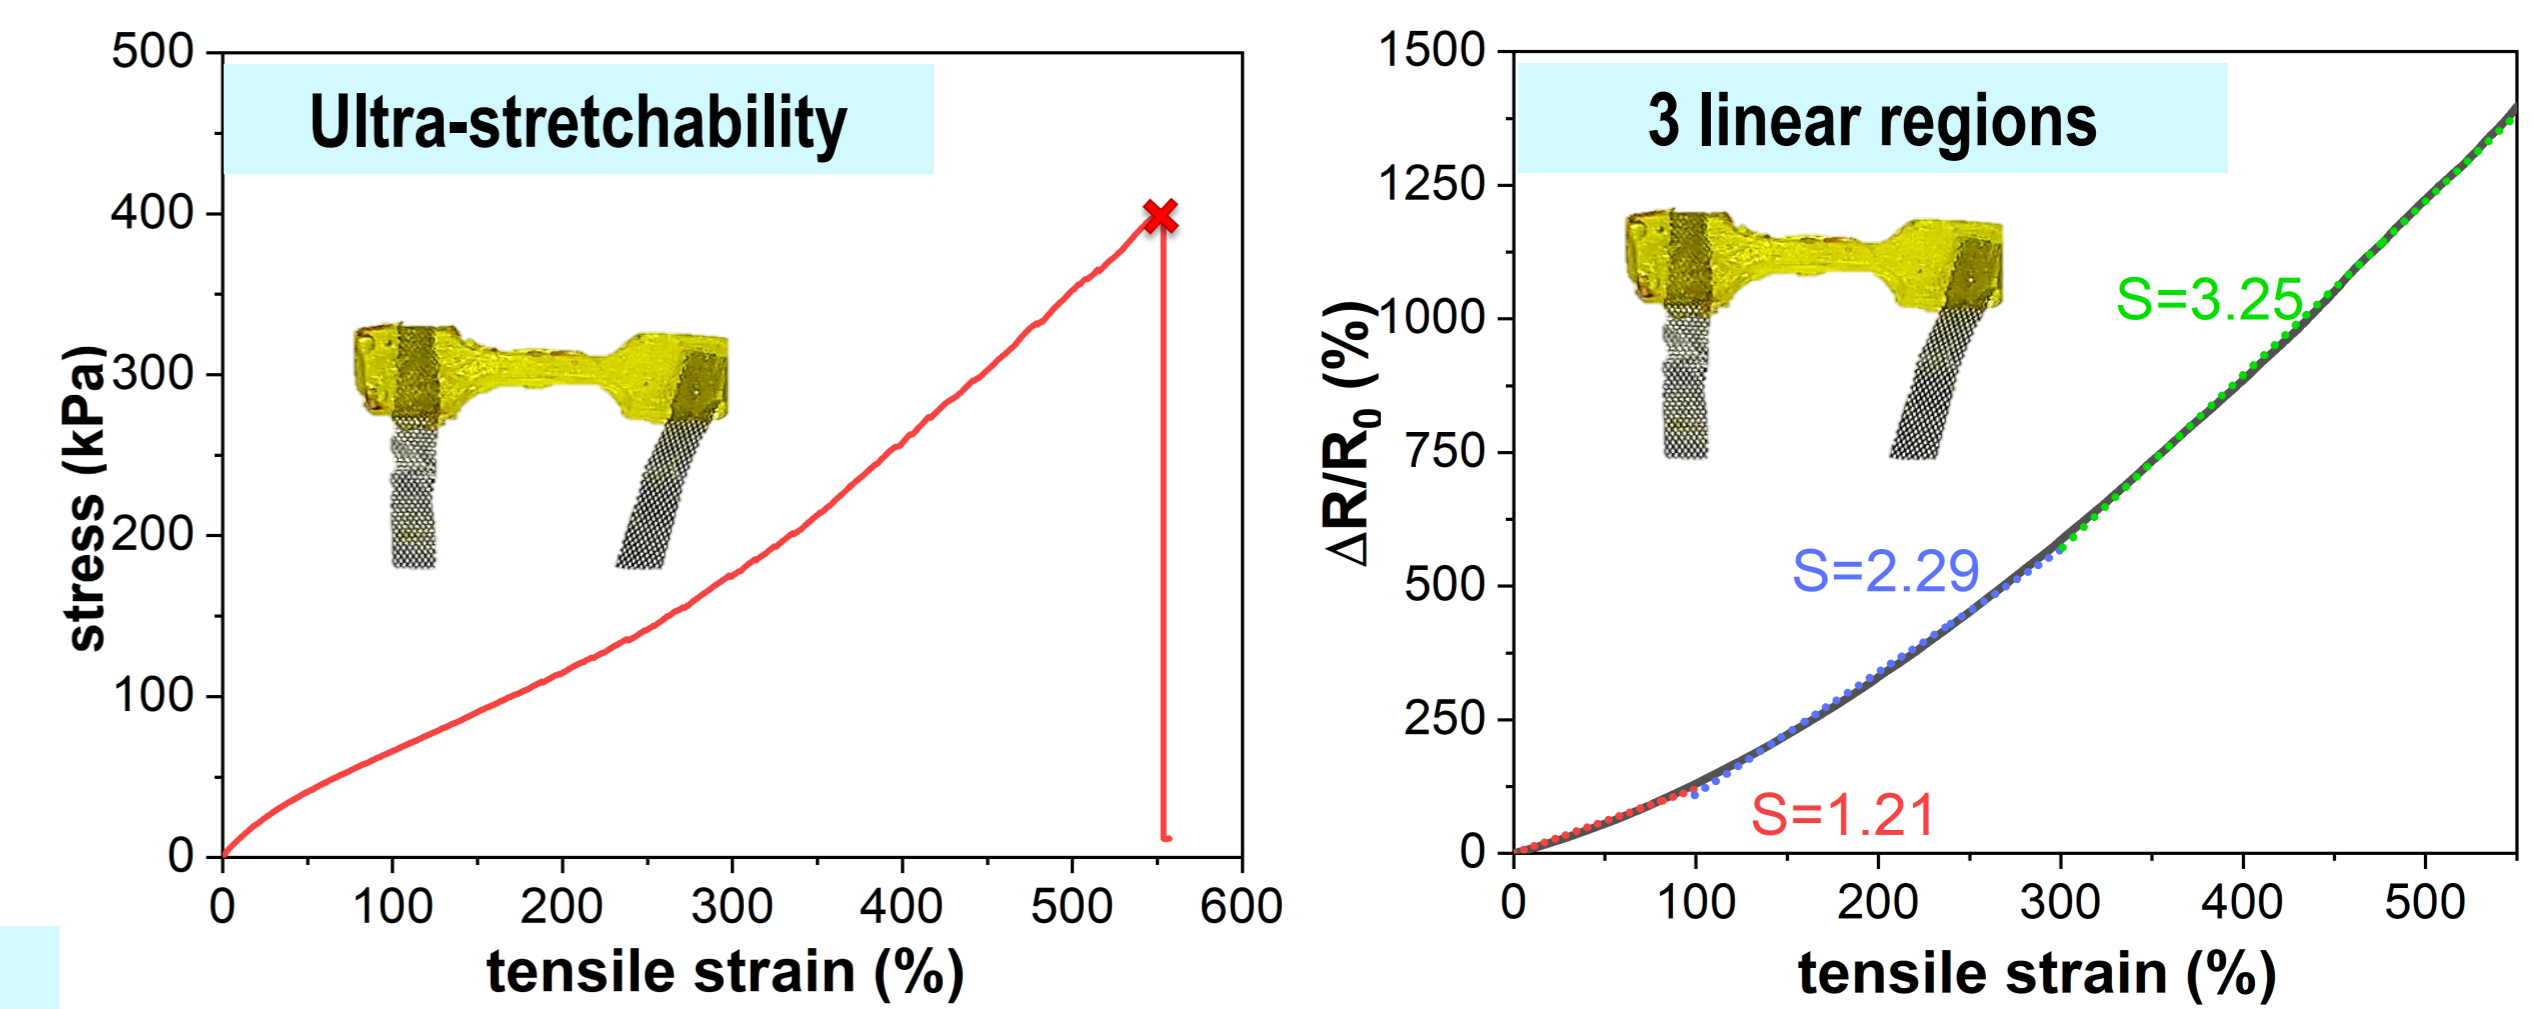 Ultra-stretchability
500
400
300
200
100
0
stress (kPa)
0 100 200 300 400 500 600
tensile strain (%)
3 linear regions
1500
1250
1000
750
500
250
0
ΔR/R₀ (%)
S=3.25
S=2.29
S=1.21
0 100 200 300 400 500
tensile strain (%)